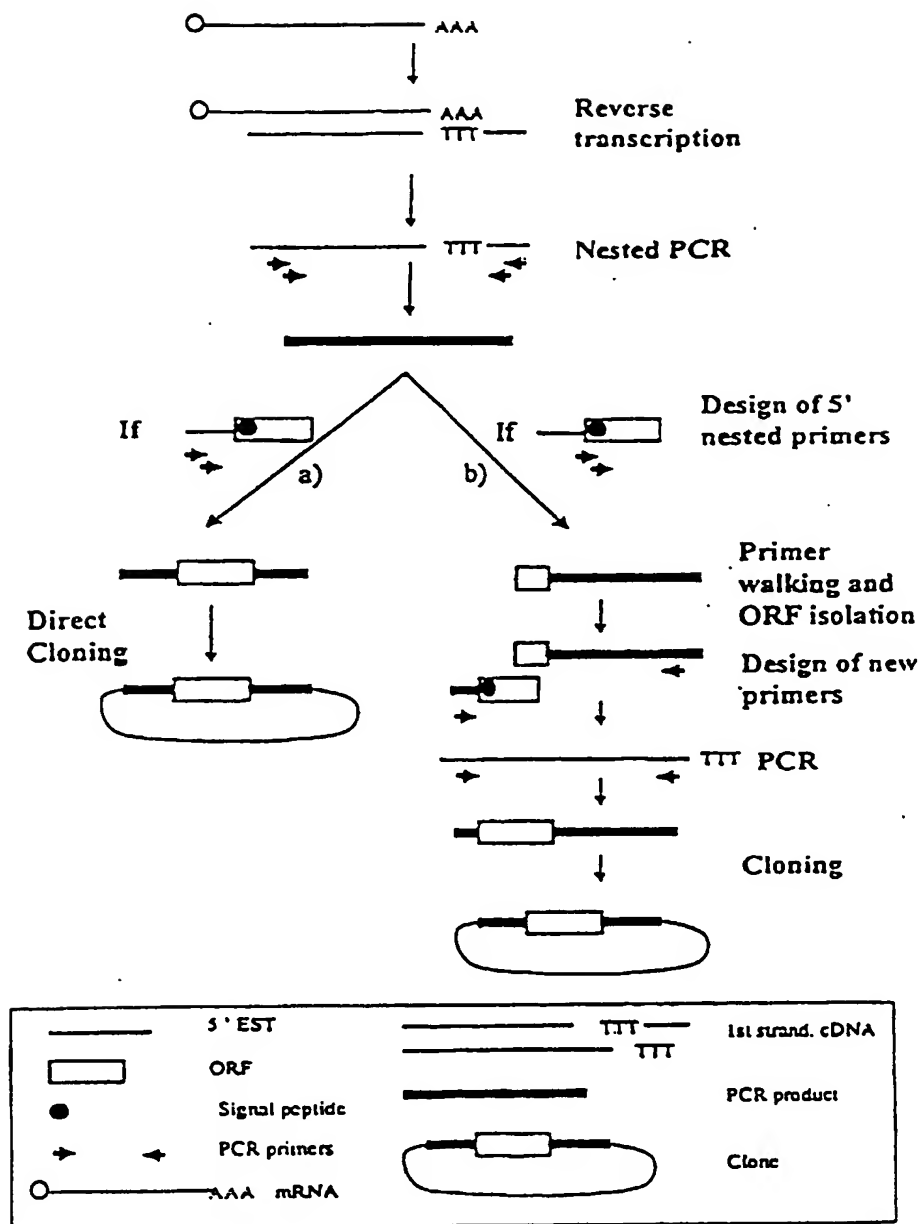 AAA
AAA
TTT
Reverse
transcription
TTT
Nested PCR
If
a)
If
b)
Design of 5'
nested primers
Direct
Cloning
Primer
walking and
ORF isolation
Design of new
primers
TTT PCR
Cloning
5' EST
ORF
Signal peptide
PCR primers
AAA mRNA
TTT
TTT
1st strand. cDNA
PCR product
Clone